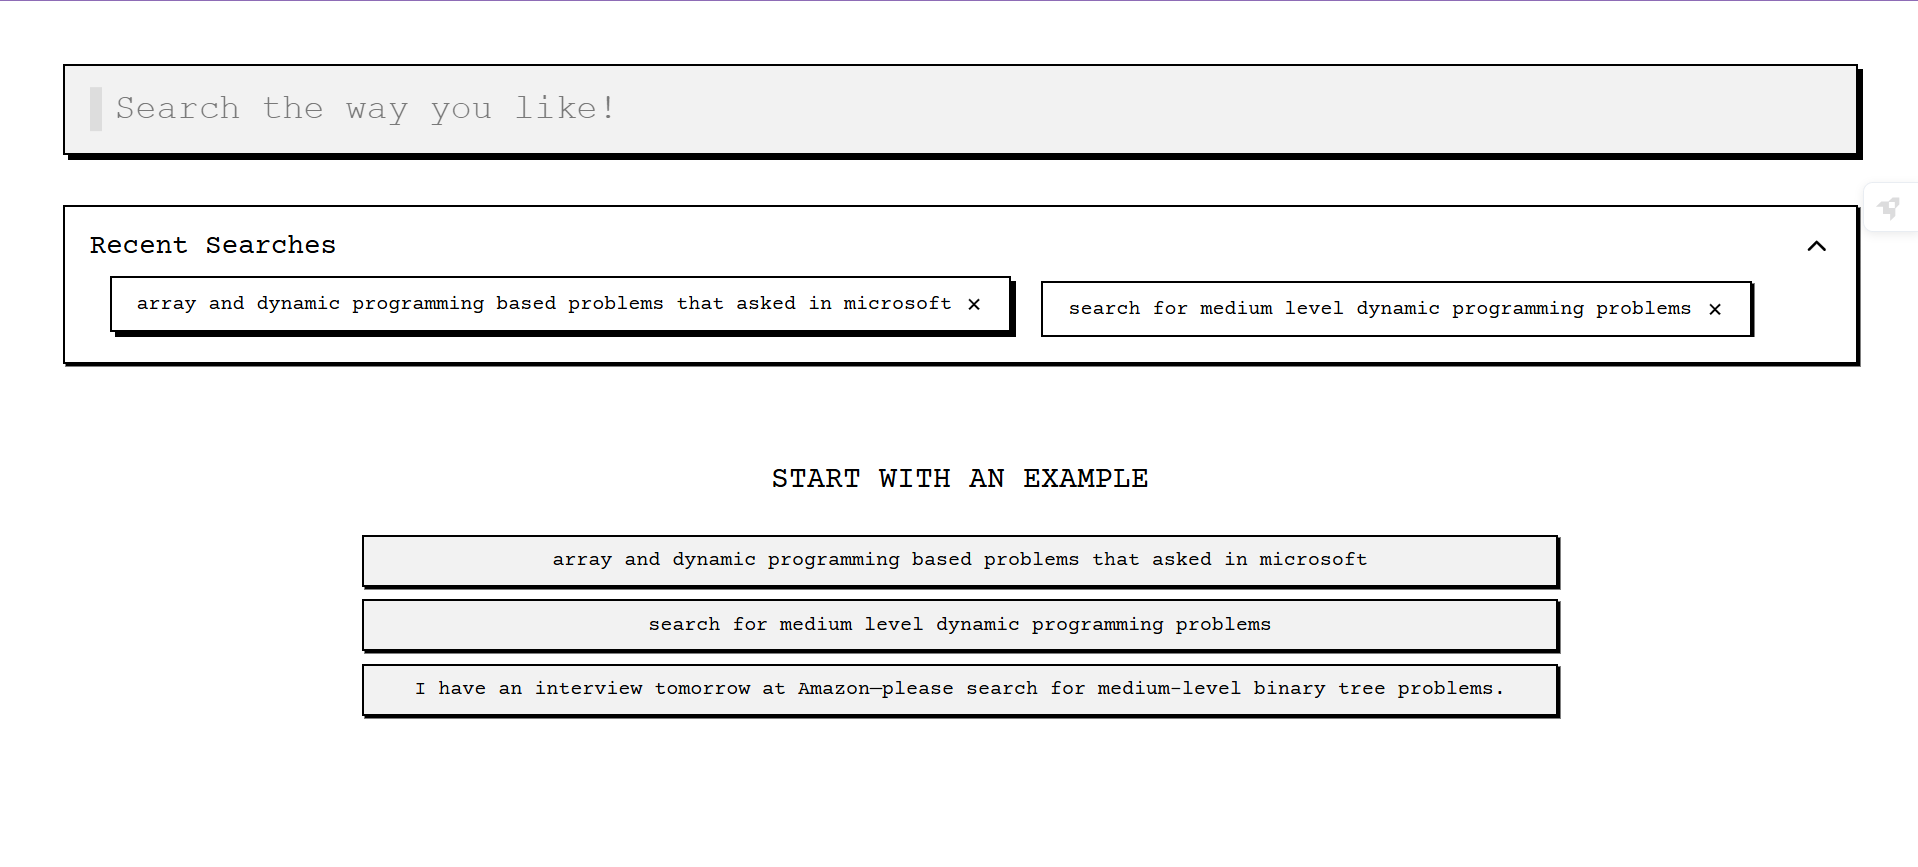 Search the way you like!
Recent Searches
array and dynamic programming based problems that asked in microsoft ×
search for medium level dynamic programming problems ×
START WITH AN EXAMPLE
array and dynamic programming based problems that asked in microsoft
search for medium level dynamic programming problems
I have an interview tomorrow at Amazon—please search for medium-level binary tree problems.